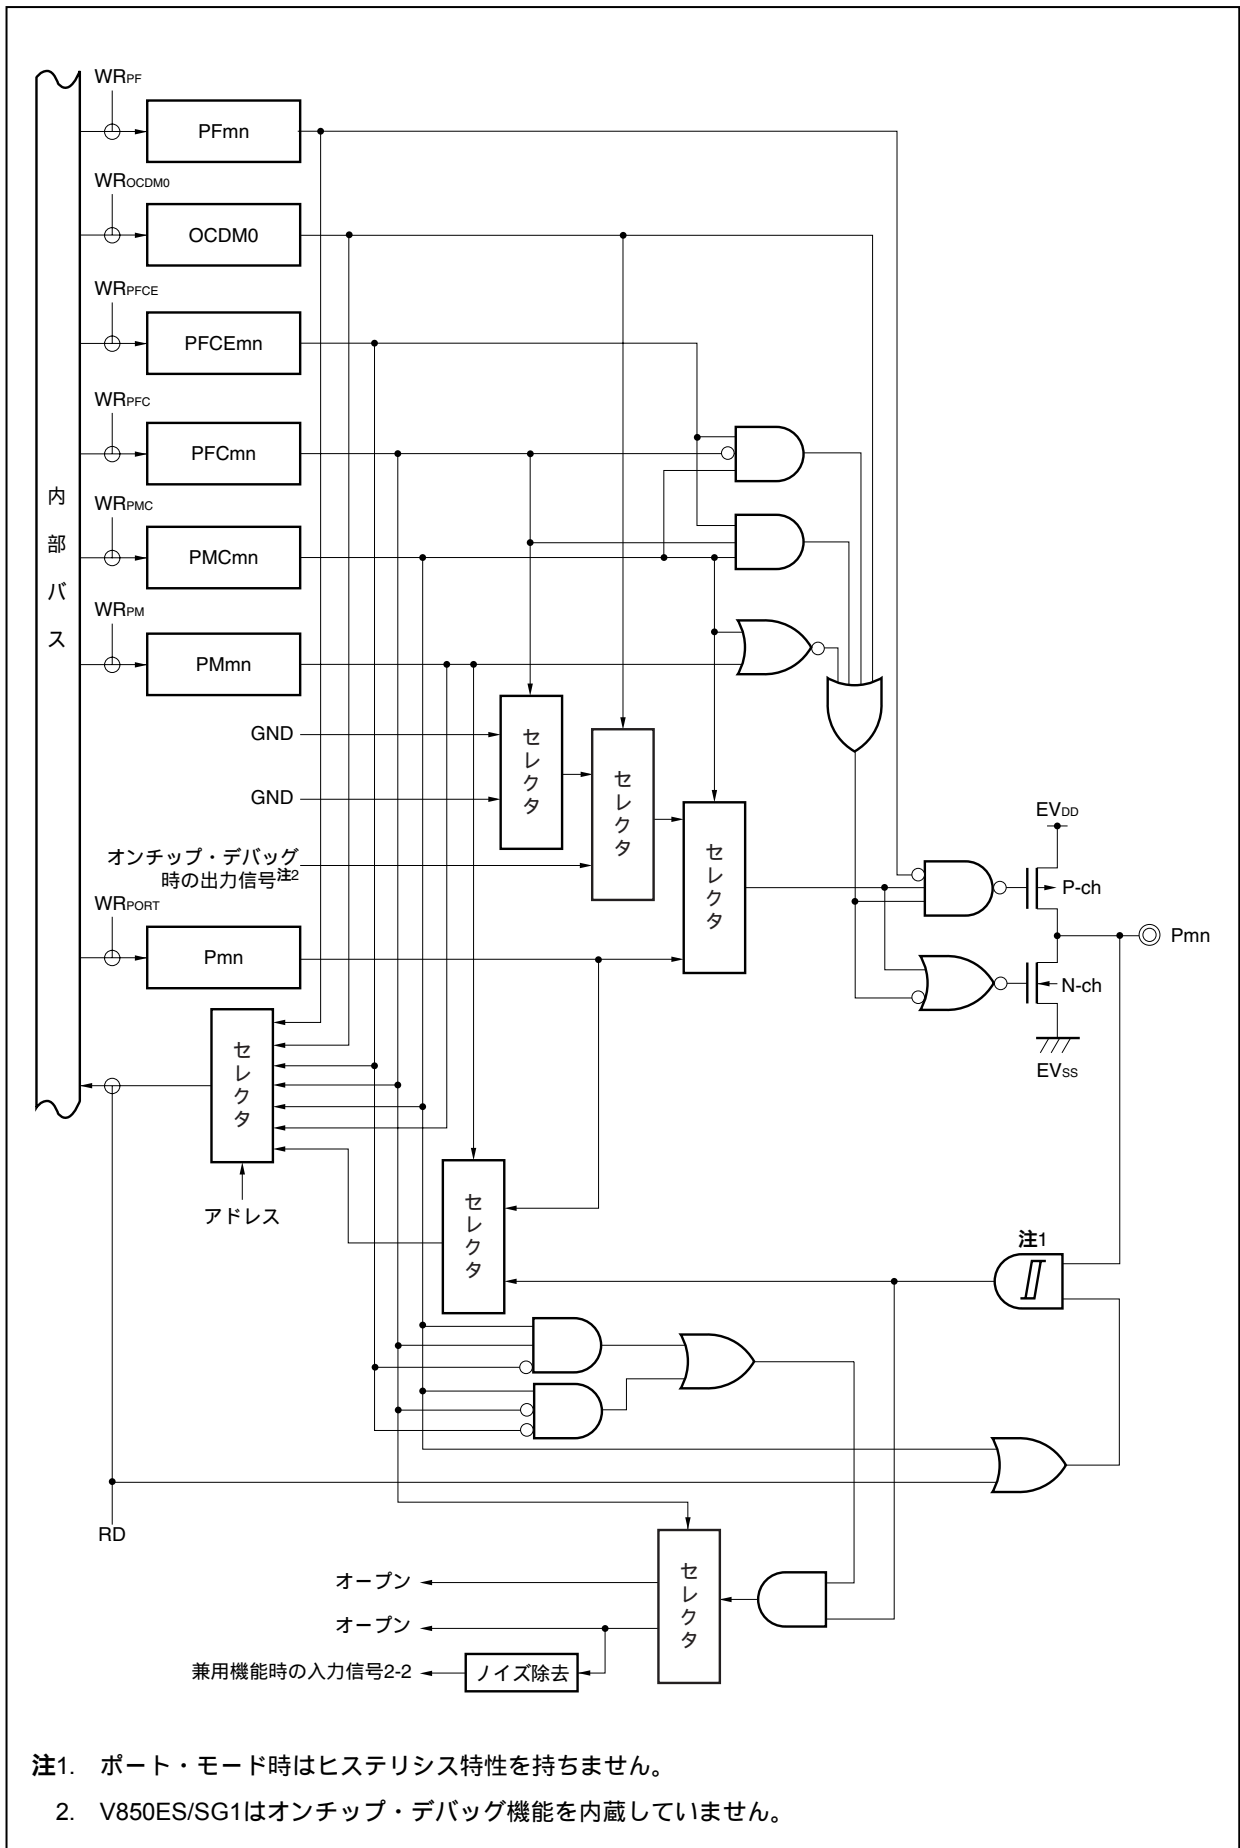 WRPF
PFmn
WROCDM0
OCDM0
WRPFCE
PFCEmn
WRPFC
PFCmn
内部バス
WRPMC
PMCmn
WRPM
PMmn
GND
セレクタ
GND
セレクタ
オンチップ・デバッグ
時の出力信号注2
セレクタ
EVDD
P-ch
WRPORT
Pmn
Pmn
N-ch
EVSS
セレクタ
アドレス
セレクタ
注1
RD
セレクタ
オープン
オープン
兼用機能時の入力信号2-2
ノイズ除去
注1. ポート・モード時はヒステリシス特性を持ちません。
2. V850ES/SG1はオンチップ・デバッグ機能を内蔵していません。